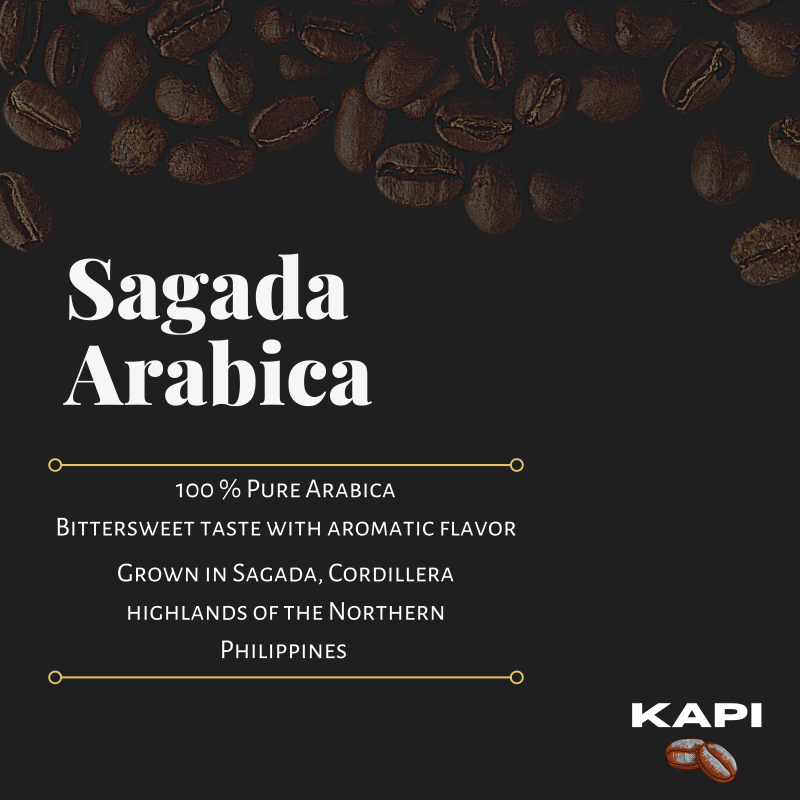 Sagada
Arabica
100 % Pure Arabica
Bittersweet taste with aromatic flavor
Grown in Sagada, Cordillera
highlands of the Northern
Philippines
KAPI